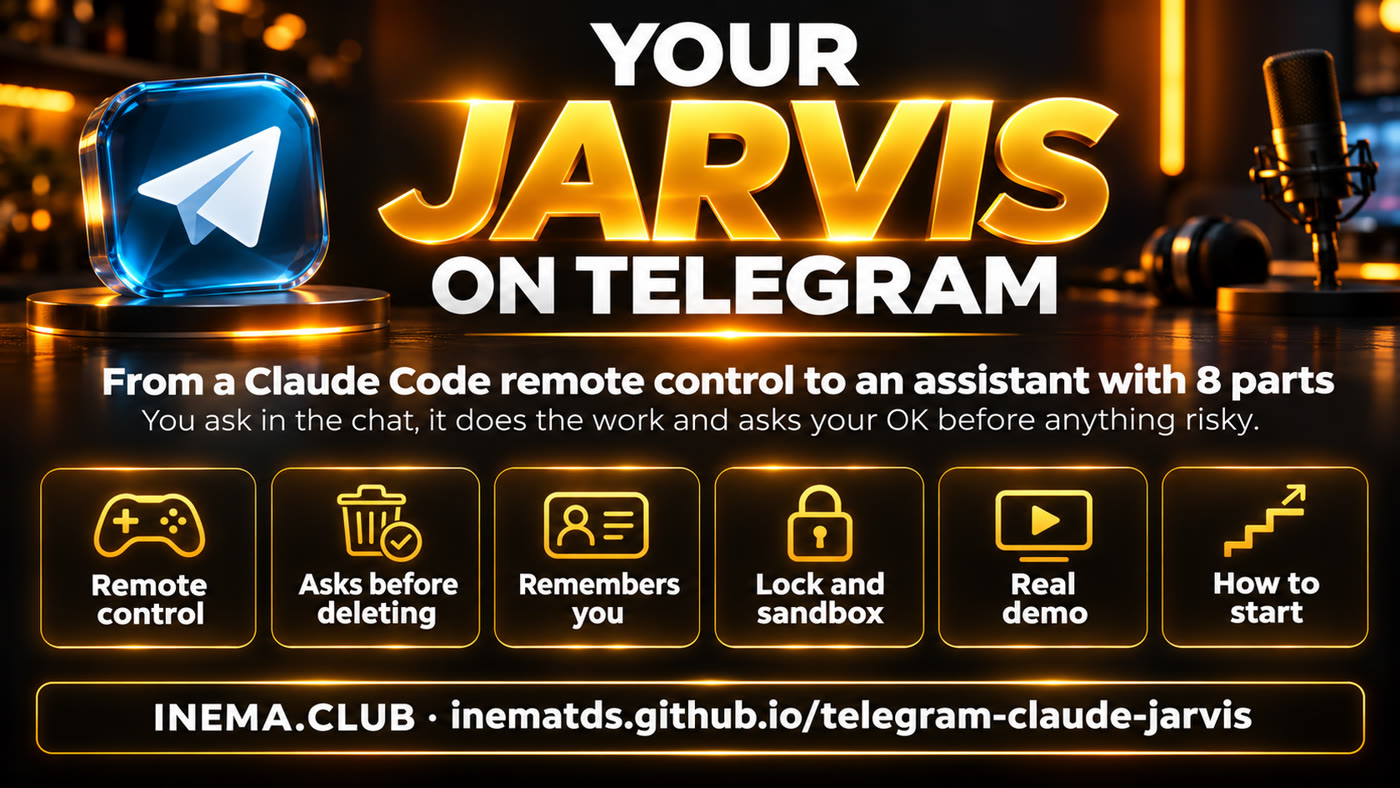 YOUR
JARVIS
ON TELEGRAM
From a Claude Code remote control to an assistant with 8 parts
You ask in the chat, it does the work and asks your OK before anything risky.
Remote
control
Asks before
deleting
Remembers
you
Lock and
sandbox
Real
demo
How to
start
INEMA.CLUB · inematds.github.io/telegram-claude-jarvis